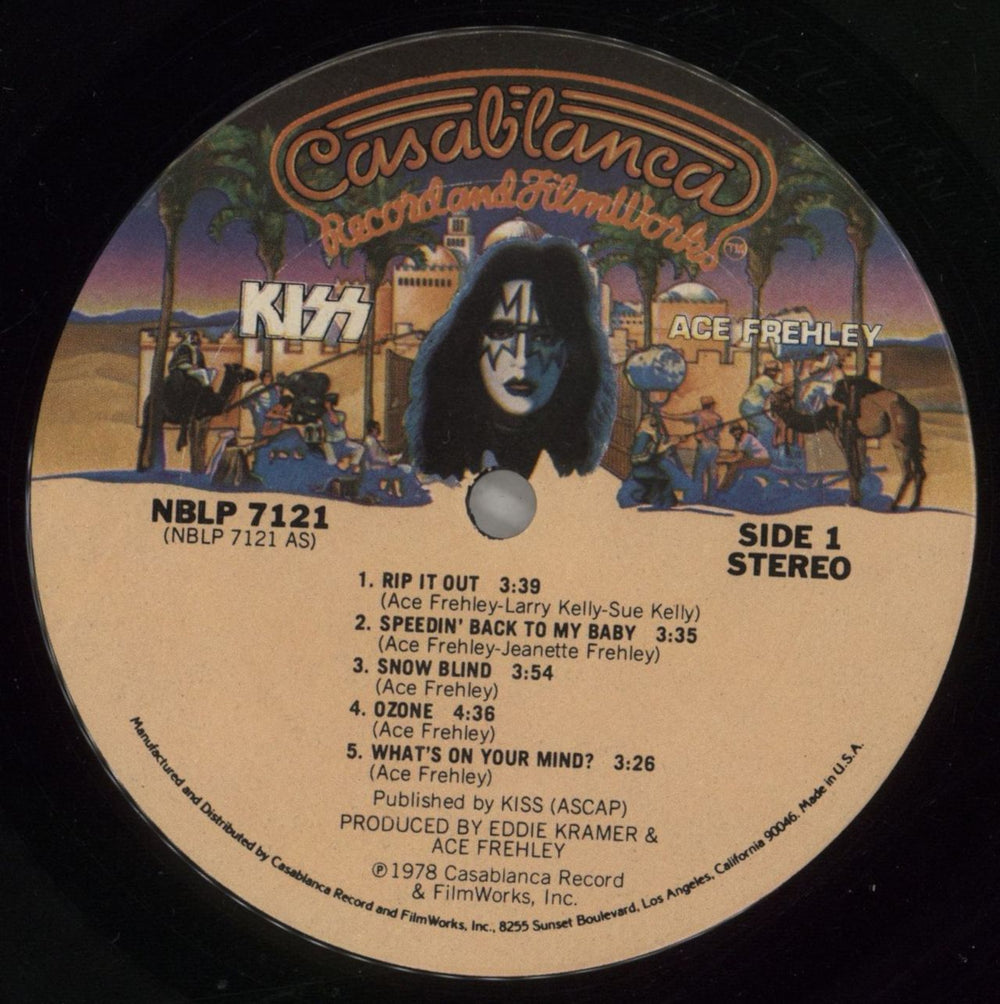 Casablanca
Record and FilmWorks
TM
KISS
ACE FREHLEY
NBLP 7121
(NBLP 7121 AS)
SIDE 1
STEREO
1. RIP IT OUT 3:39
(Ace Frehley-Larry Kelly-Sue Kelly)
2. SPEEDIN' BACK TO MY BABY 3:35
(Ace Frehley-Jeanette Frehley)
3. SNOW BLIND 3:54
(Ace Frehley)
4. OZONE 4:36
(Ace Frehley)
5. WHAT'S ON YOUR MIND? 3:26
(Ace Frehley)
Published by KISS (ASCAP)
PRODUCED BY EDDIE KRAMER &
ACE FREHLEY
℗1978 Casablanca Record
& FilmWorks, Inc.
Manufactured and Distributed by Casablanca Record and FilmWorks, Inc., 8255 Sunset Boulevard, Los Angeles, California 90046. Made in U.S.A.